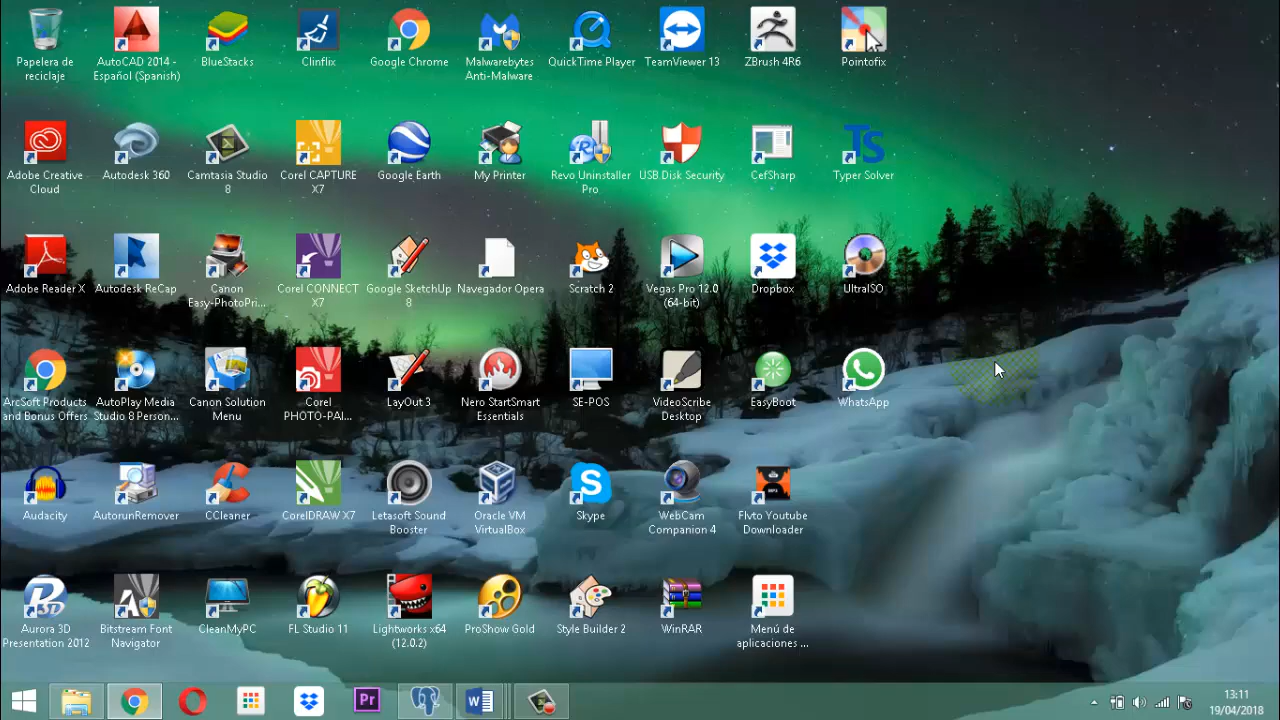 Papelera de
reciclaje
AutoCAD 2014 -
Español (Spanish)
BlueStacks
Clinflix
Google Chrome
Malwarebytes
Anti-Malware
QuickTime Player
TeamViewer 13
ZBrush 4R6
Pointofix
Adobe Creative
Cloud
Autodesk 360
Camtasia Studio
8
Corel CAPTURE
X7
Google Earth
My Printer
Revo Uninstaller
Pro
USB Disk Security
CefSharp
TS
Typer Solver
Adobe Reader X
Autodesk ReCap
Canon
Easy-PhotoPri...
Corel CONNECT
X7
Google SketchUp
8
Navegador Opera
Scratch 2
Vegas Pro 12.0
(64-bit)
Dropbox
UltraISO
ArcSoft Products
and Bonus Offers
AutoPlay Media
Studio 8 Person...
Canon Solution
Menu
Corel
PHOTO-PAI...
LayOut 3
Nero StartSmart
Essentials
SE-POS
VideoScribe
Desktop
EasyBoot
WhatsApp
Audacity
AutorunRemover
CCleaner
CorelDRAW X7
Letasoft Sound
Booster
Oracle VM
VirtualBox
Skype
WebCam
Companion 4
Flvto Youtube
Downloader
Aurora 3D
Presentation 2012
Bitstream Font
Navigator
CleanMyPC
FL Studio 11
Lightworks x64
(12.0.2)
ProShow Gold
Style Builder 2
WinRAR
Menú de
aplicaciones ...
Pr
W
13:11
19/04/2018